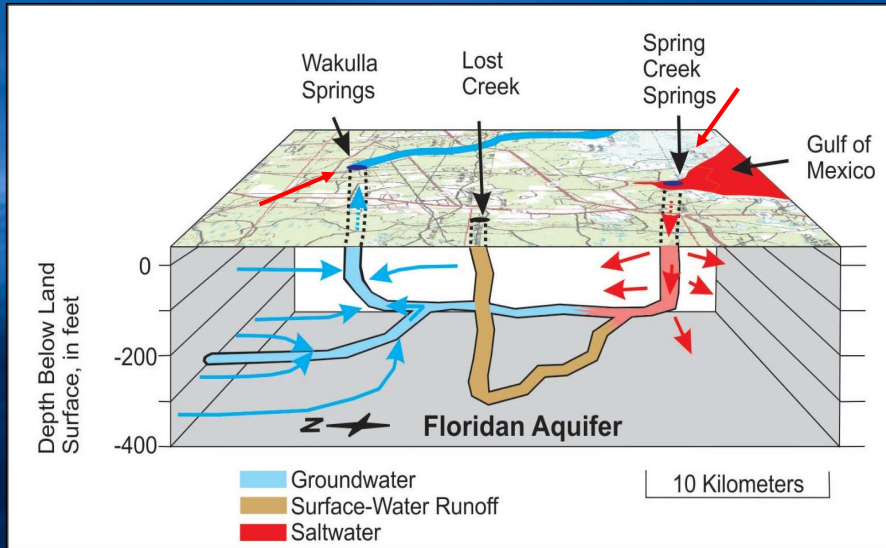 Wakulla
Springs
Lost
Creek
Spring
Creek
Springs
Gulf of
Mexico
0
-200
-400
Depth Below Land
Surface, in feet
N
Floridan Aquifer
Groundwater
Surface-Water Runoff
Saltwater
10 Kilometers